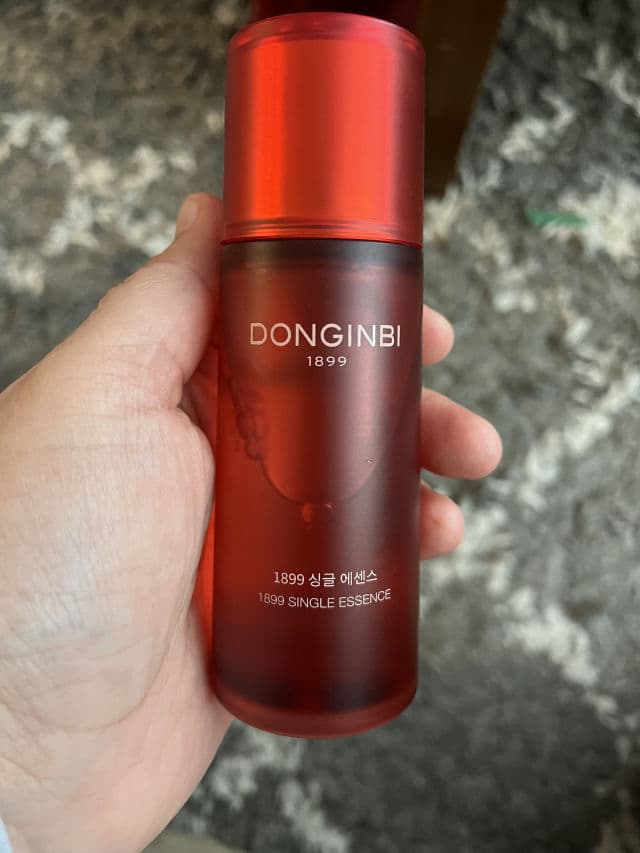 DONGINBI
1899
1899 싱글 에센스
1899 SINGLE ESSENCE